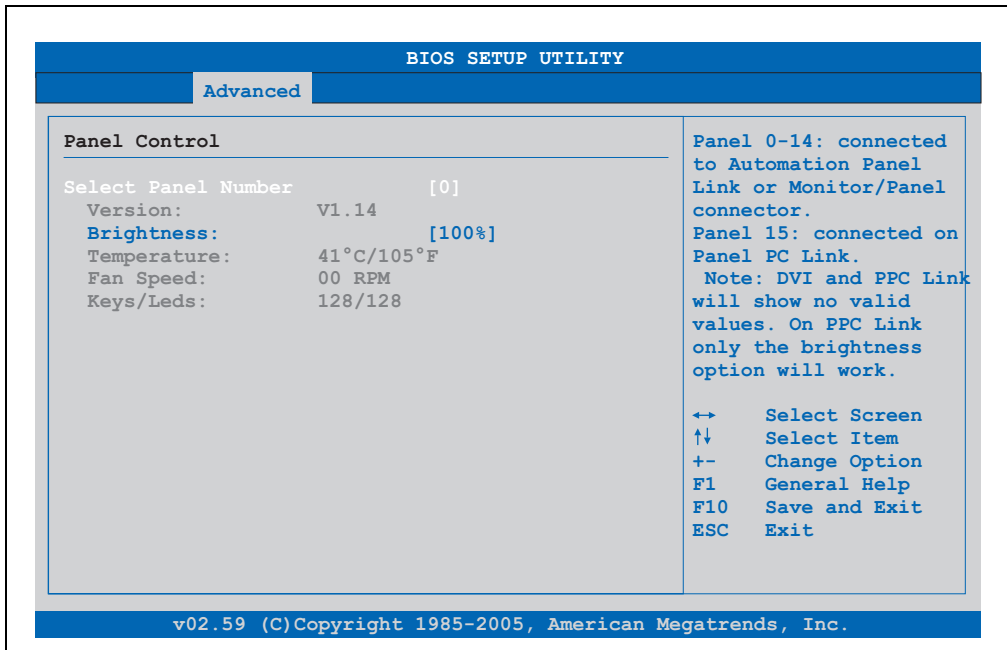 BIOS SETUP UTILITY
Advanced
Panel Control
Select Panel Number [0]
Version: V1.14
Brightness: [100%]
Temperature: 41°C/105°F
Fan Speed: 00 RPM
Keys/Leds: 128/128
Panel 0-14: connected
to Automation Panel
Link or Monitor/Panel
connector.
Panel 15: connected on
Panel PC Link.
Note: DVI and PPC Link
will show no valid
values. On PPC Link
only the brightness
option will work.
↔ Select Screen
↑↓ Select Item
+- Change Option
F1 General Help
F10 Save and Exit
ESC Exit
v02.59 (C)Copyright 1985-2005, American Megatrends, Inc.